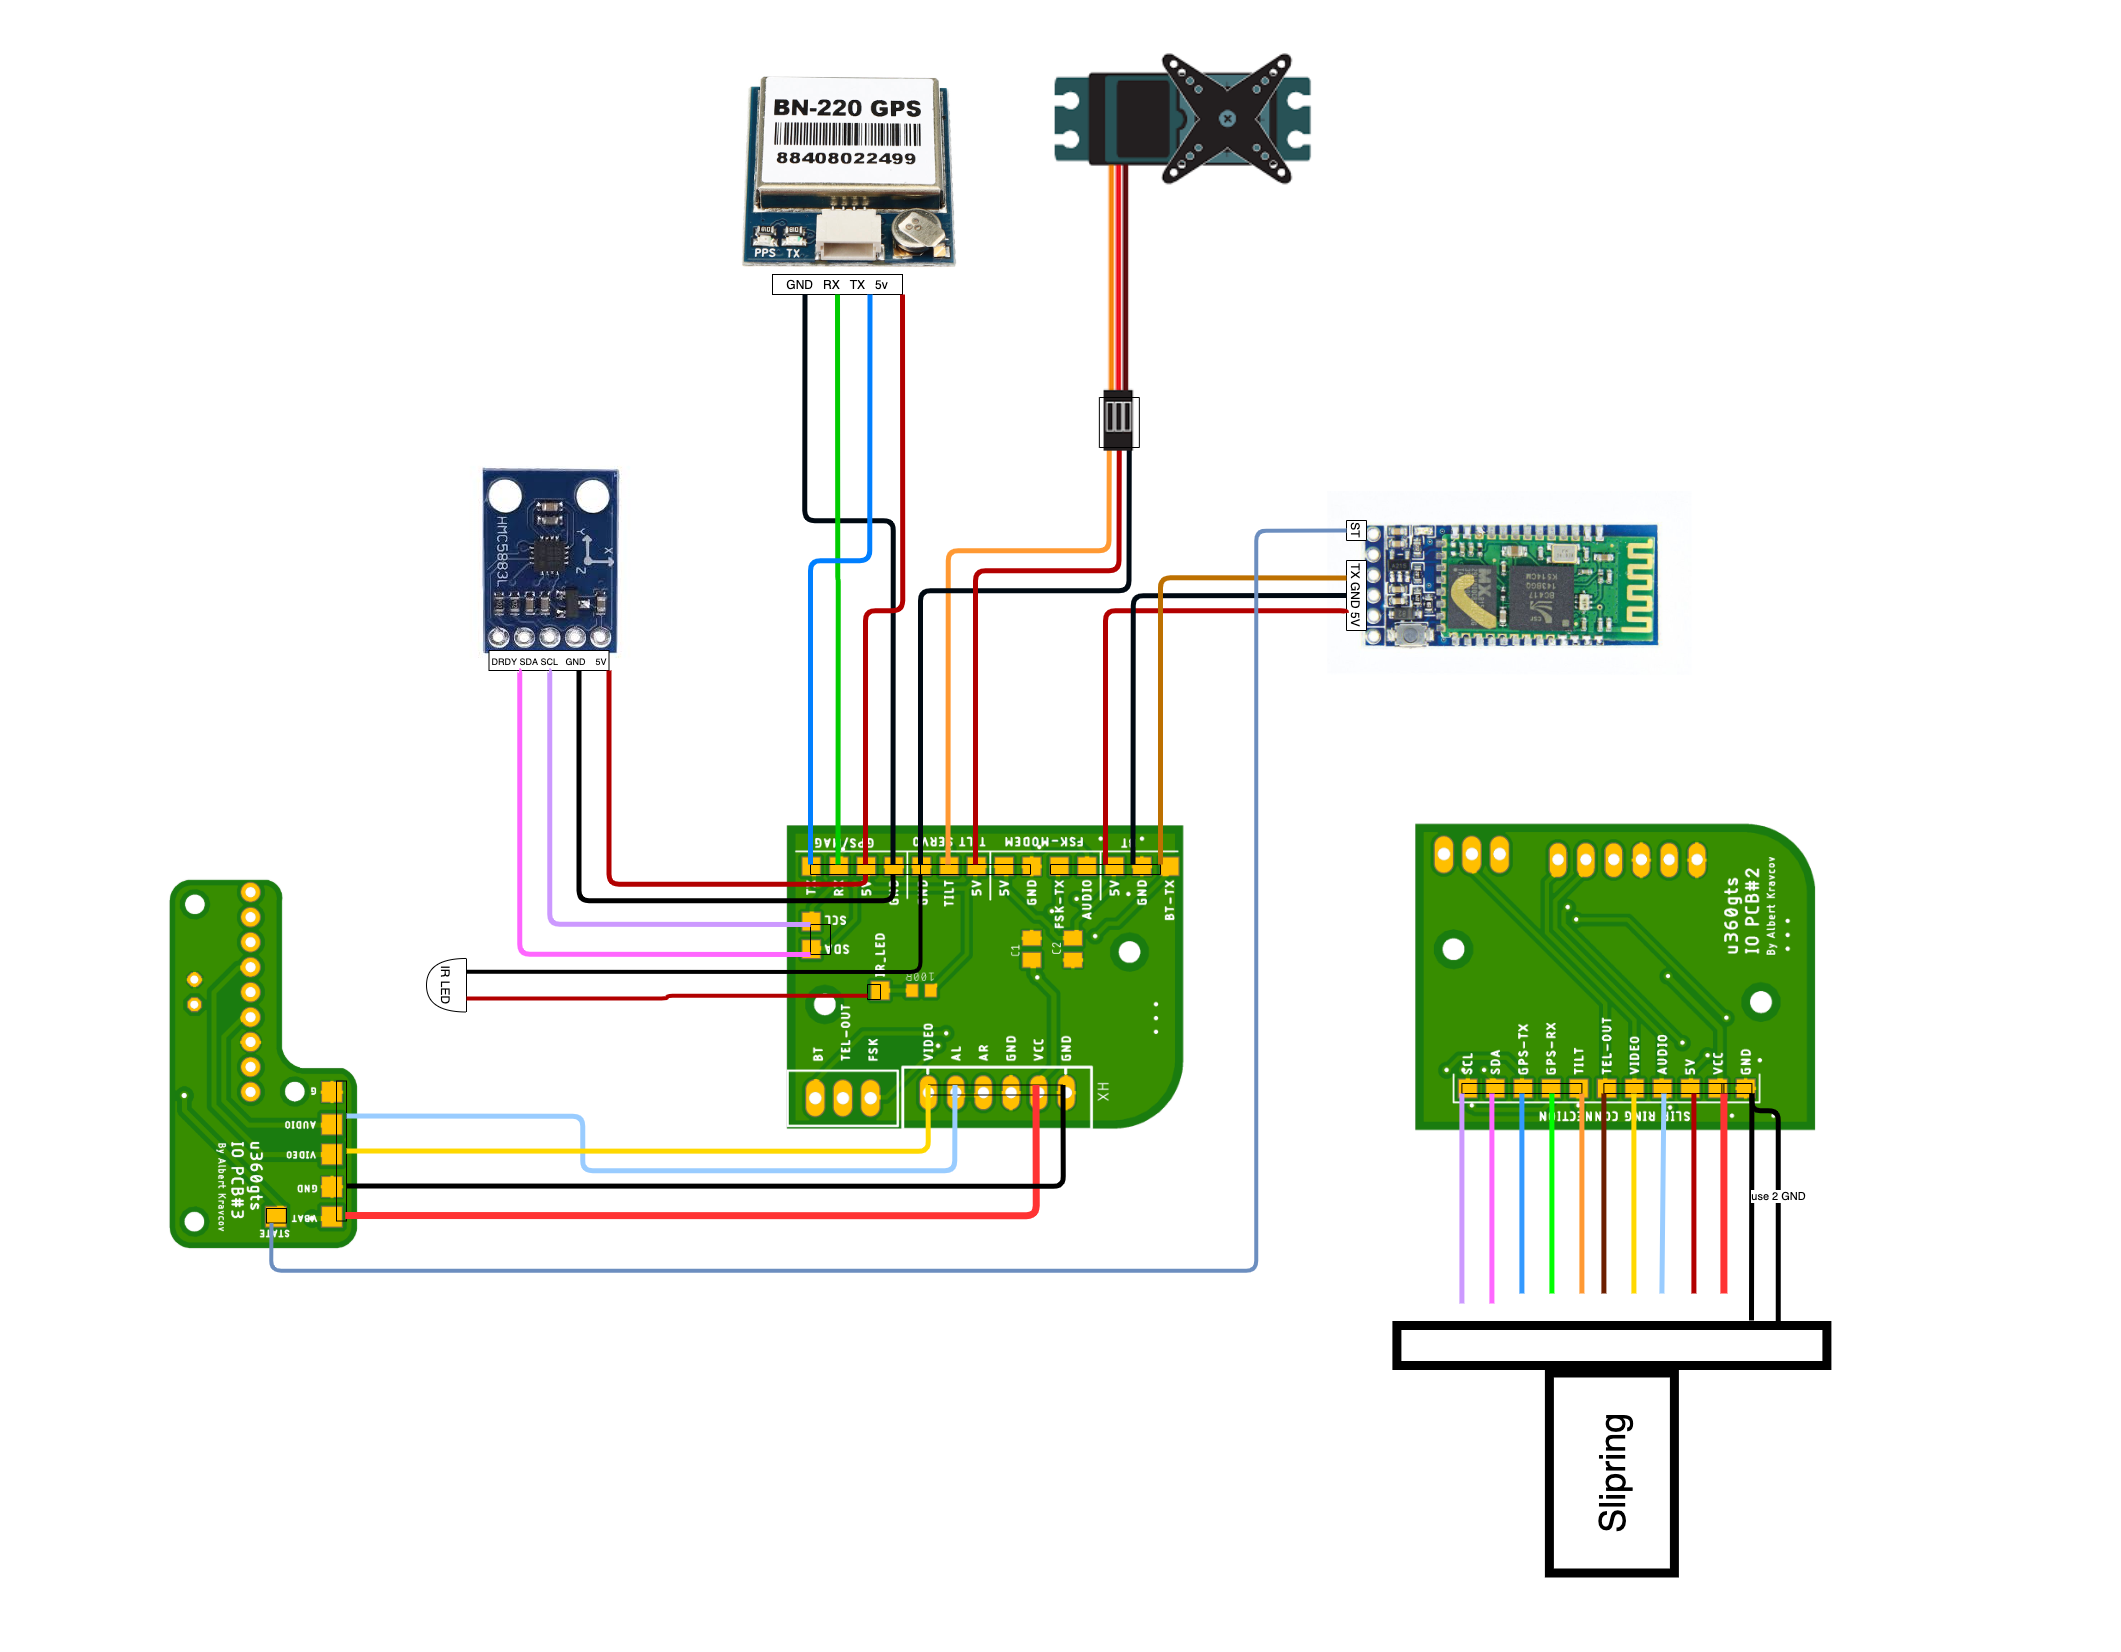 BN-220 GPS
88408022499
PPS TX
GND RX TX 5v
HMC5883L
Y
X
Z
DRDY SDA SCL GND 5V
ST
TX GND 5V
BC417
1438GQ
KS14CM
csr
GPS/MAG
TILT SERVO
FSK-MODEM
BT
TX
RX
5V
GND
GND
TILT
5V
5V
GND
FSK-TX
AUDIO
5V
GND
BT-TX
SCL
SDA
IR_LED
100R
C1
C2
IR LED
BT
TEL-OUT
FSK
VIDEO
AL
AR
GND
VCC
GND
XH
G
AUDIO
VIDEO
GND
VBAT
STATE
u360gts
IO PCB#3
By Albert Kravcov
u360gts
IO PCB#2
By Albert Kravcov
SCL
SDA
GPS-TX
GPS-RX
TILT
TEL-OUT
VIDEO
AUDIO
5V
VCC
GND
SLIP RING CONNECTION
use 2 GND
Slipring